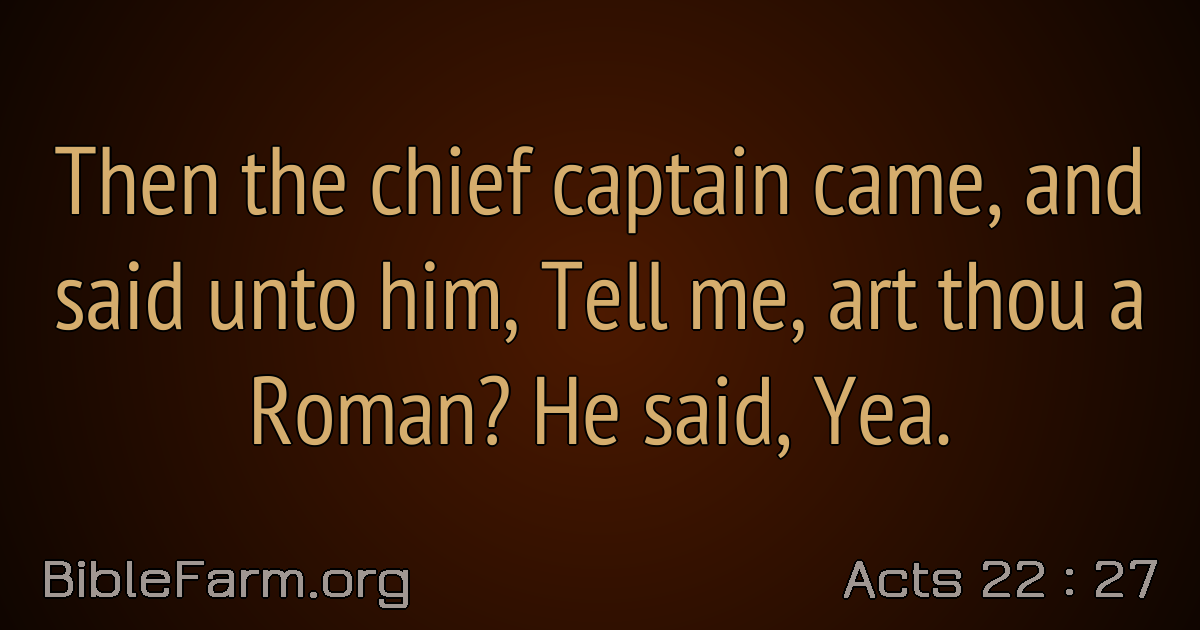 Then the chief captain came, and
said unto him, Tell me, art thou a
Roman? He said, Yea.
BibleFarm.org
Acts 22 : 27